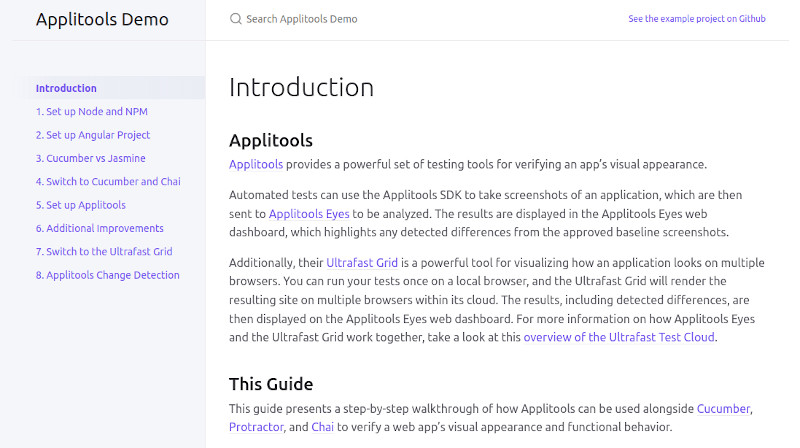 Applitools Demo
Search Applitools Demo
See the example project on Github
Introduction
1. Set up Node and NPM
2. Set up Angular Project
3. Cucumber vs Jasmine
4. Switch to Cucumber and Chai
5. Set up Applitools
6. Additional Improvements
7. Switch to the Ultrafast Grid
8. Applitools Change Detection
Introduction
Applitools
Applitools provides a powerful set of testing tools for verifying an app's visual appearance.
Automated tests can use the Applitools SDK to take screenshots of an application, which are then
sent to Applitools Eyes to be analyzed. The results are displayed in the Applitools Eyes web
dashboard, which highlights any detected differences from the approved baseline screenshots.
Additionally, their Ultrafast Grid is a powerful tool for visualizing how an application looks on multiple
browsers. You can run your tests once on a local browser, and the Ultrafast Grid will render the
resulting site on multiple browsers within its cloud. The results, including detected differences, are
then displayed on the Applitools Eyes web dashboard. For more information on how Applitools Eyes
and the Ultrafast Grid work together, take a look at this overview of the Ultrafast Test Cloud.
This Guide
This guide presents a step-by-step walkthrough of how Applitools can be used alongside Cucumber,
Protractor, and Chai to verify a web app's visual appearance and functional behavior.